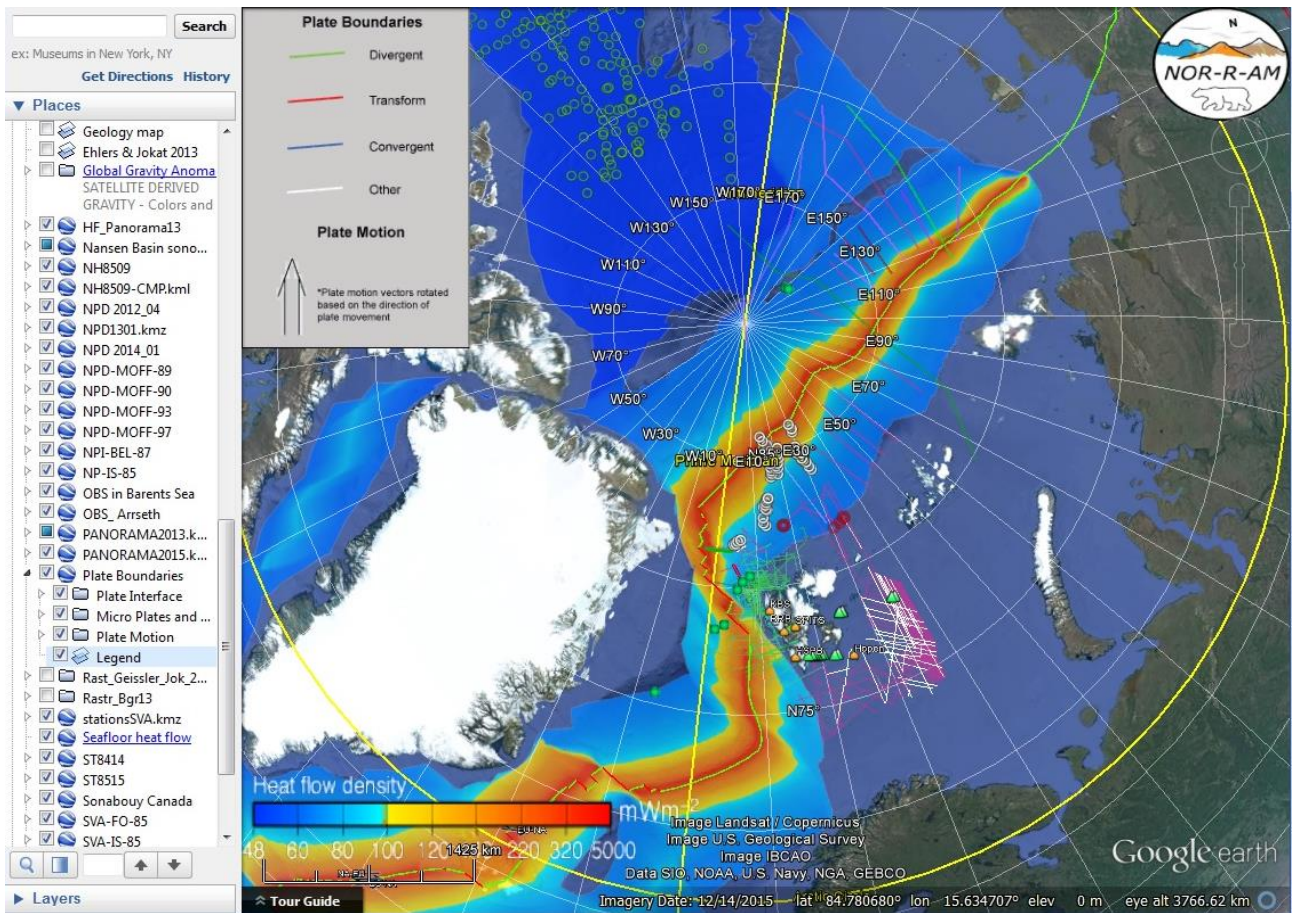 Search
ex: Museums in New York, NY
Get Directions History
Places
Geology map
Ehlers & Jokat 2013
Global Gravity Anoma
SATELLITE DERIVED
GRAVITY - Colors and
HF_Panorama13
Nansen Basin sono...
NH8509
NH8509-CMP.kml
NPD 2012_04
NPD1301.kmz
NPD 2014_01
NPD-MOFF-89
NPD-MOFF-90
NPD-MOFF-93
NPD-MOFF-97
NPI-BEL-87
NP-IS-85
OBS in Barents Sea
OBS_ Arrseth
PANORAMA2013.k...
PANORAMA2015.k...
Plate Boundaries
Plate Interface
Micro Plates and ...
Plate Motion
Legend
Rast_Geissler_Jok_2...
Rastr_Bgr13
stationsSVA.kmz
Seafloor heat flow
ST8414
ST8515
Sonabouy Canada
SVA-FO-85
SVA-IS-85
Layers
Plate Boundaries
Divergent
Transform
Convergent
Other
Plate Motion
*Plate motion vectors rotated
based on the direction of
plate movement
N
NOR-R-AM
W170°
E170°
W150°
E150°
W130°
E130°
W110°
E110°
W90°
E90°
W70°
E70°
W50°
E50°
W30°
W10°
E10°
E30°
KBS
Hopen
N75°
Heat flow density
mWm-2
48 60 80 100 120 220 320 5000
1425 km
Image Landsat / Copernicus
Image U.S. Geological Survey
Image IBCAO
Data SIO, NOAA, U.S. Navy, NGA, GEBCO
Google earth
Tour Guide
Imagery Date: 12/14/2015 lat 84.780680° lon 15.634707° elev 0 m eye alt 3766.62 km